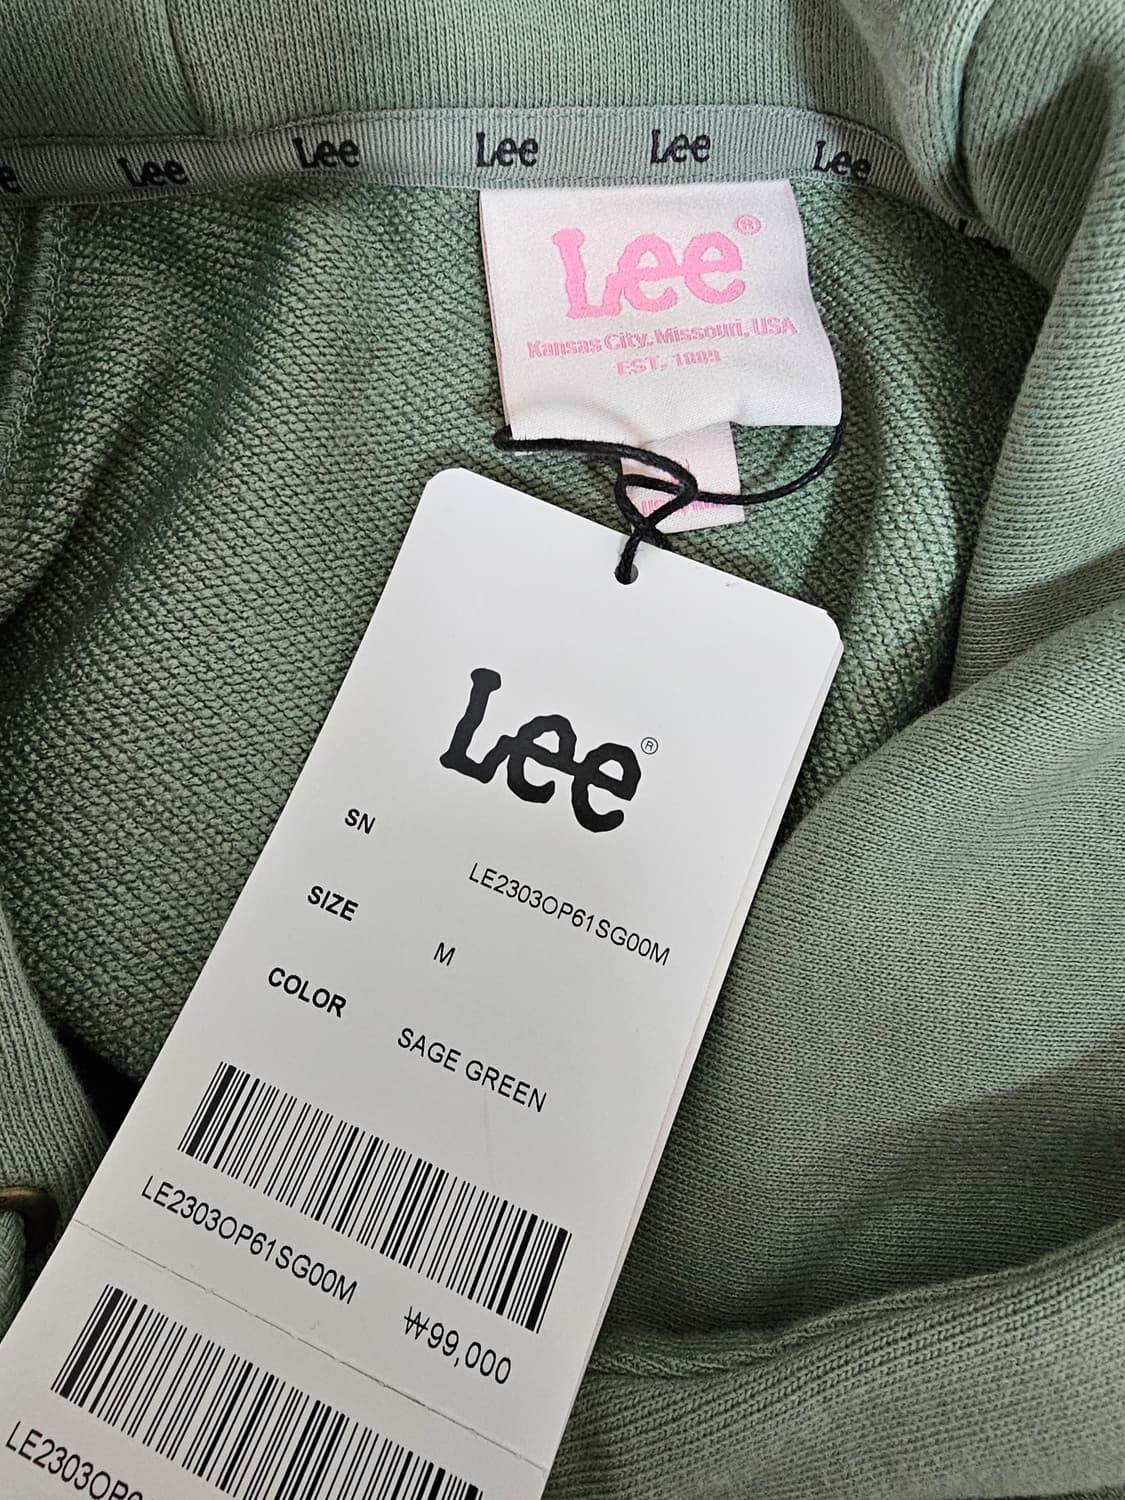 Lee Lee Lee Lee Lee
Lee®
Kansas City, Missouri, USA
EST. 1889
Lee®
SN
LE2303OP61SG00M
SIZE
M
COLOR
SAGE GREEN
LE2303OP61SG00M
₩99,000